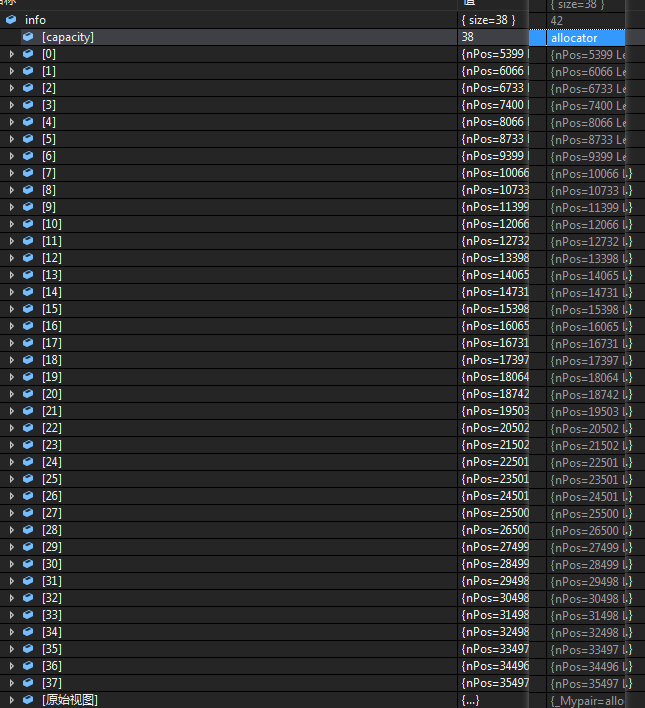 值 { size=38 }
info { size=38 } 42
[capacity] 38 allocator
[0] {nPos=5399 {nPos=5399 Le
[1] {nPos=6066 {nPos=6066 Le
[2] {nPos=6733 {nPos=6733 Le
[3] {nPos=7400 {nPos=7400 Le
[4] {nPos=8066 {nPos=8066 Le
[5] {nPos=8733 {nPos=8733 Le
[6] {nPos=9399 {nPos=9399 Le
[7] {nPos=10066 {nPos=10066 L}
[8] {nPos=10733 {nPos=10733 L}
[9] {nPos=11399 {nPos=11399 L}
[10] {nPos=12066 {nPos=12066 L}
[11] {nPos=12732 {nPos=12732 L}
[12] {nPos=13398 {nPos=13398 L}
[13] {nPos=14065 {nPos=14065 L}
[14] {nPos=14731 {nPos=14731 L}
[15] {nPos=15398 {nPos=15398 L}
[16] {nPos=16065 {nPos=16065 L}
[17] {nPos=16731 {nPos=16731 L}
[18] {nPos=17397 {nPos=17397 L}
[19] {nPos=18064 {nPos=18064 L}
[20] {nPos=18742 {nPos=18742 L}
[21] {nPos=19503 {nPos=19503 L}
[22] {nPos=20502 {nPos=20502 L}
[23] {nPos=21502 {nPos=21502 L}
[24] {nPos=22501 {nPos=22501 L}
[25] {nPos=23501 {nPos=23501 L}
[26] {nPos=24501 {nPos=24501 L}
[27] {nPos=25500 {nPos=25500 L}
[28] {nPos=26500 {nPos=26500 L}
[29] {nPos=27499 {nPos=27499 L}
[30] {nPos=28499 {nPos=28499 L}
[31] {nPos=29498 {nPos=29498 L}
[32] {nPos=30498 {nPos=30498 L}
[33] {nPos=31498 {nPos=31498 L}
[34] {nPos=32498 {nPos=32498 L}
[35] {nPos=33497 {nPos=33497 L}
[36] {nPos=34496 {nPos=34496 L}
[37] {nPos=35497 {nPos=35497 L}
[原始视图] {...} {_Mypair=allo